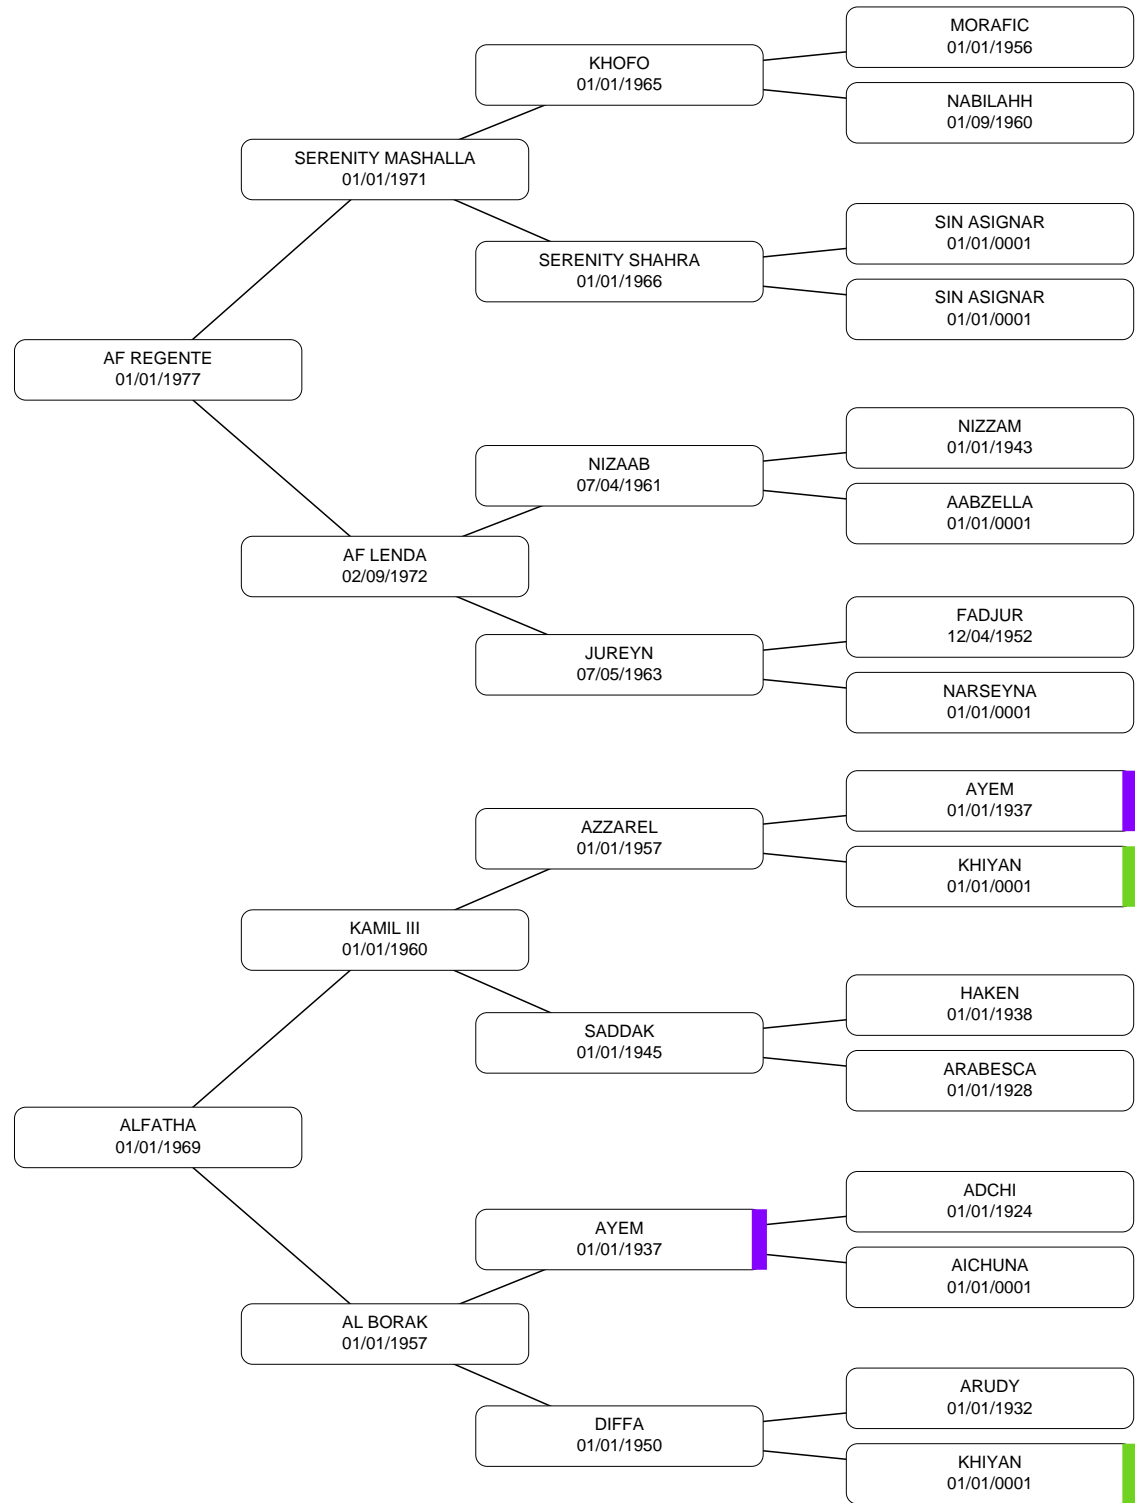 MORAFIC
01/01/1956
KHOFO
01/01/1965
NABILAHH
01/09/1960
SERENITY MASHALLA
01/01/1971
SIN ASIGNAR
01/01/0001
SERENITY SHAHRA
01/01/1966
SIN ASIGNAR
01/01/0001
AF REGENTE
01/01/1977
NIZZAM
01/01/1943
NIZAAB
07/04/1961
AABZELLA
01/01/0001
AF LENDA
02/09/1972
FADJUR
12/04/1952
JUREYN
07/05/1963
NARSEYNA
01/01/0001
AYEM
01/01/1937
AZZAREL
01/01/1957
KHIYAN
01/01/0001
KAMIL III
01/01/1960
HAKEN
01/01/1938
SADDAK
01/01/1945
ARABESCA
01/01/1928
ALFATHA
01/01/1969
ADCHI
01/01/1924
AYEM
01/01/1937
AICHUNA
01/01/0001
AL BORAK
01/01/1957
ARUDY
01/01/1932
DIFFA
01/01/1950
KHIYAN
01/01/0001